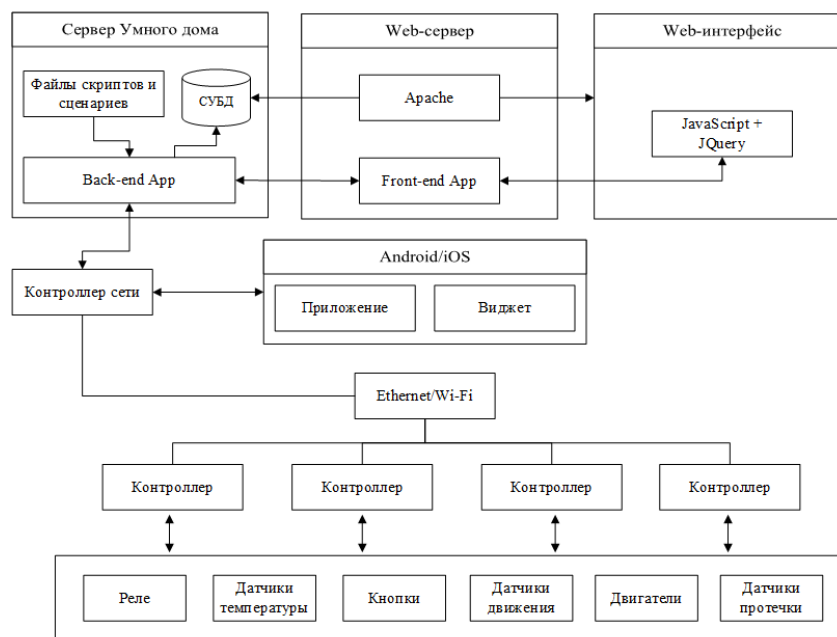 Сервер Умного дома
Web-сервер
Web-интерфейс
Файлы скриптов и
сценариев
СУБД
Apache
JavaScript +
JQuery
Back-end App
Front-end App
Android/iOS
Контроллер сети
Приложение
Виджет
Ethernet/Wi-Fi
Контроллер
Контроллер
Контроллер
Контроллер
Реле
Датчики
температуры
Кнопки
Датчики
движения
Двигатели
Датчики
протечки